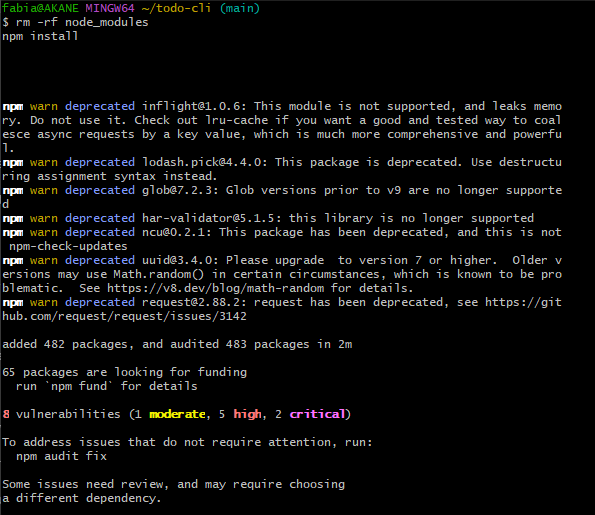 fabia@AKANE MINGW64 ~/todo-cli (main)
$ rm -rf node_modules
npm install
npm warn deprecated inflight@1.0.6: This module is not supported, and leaks memo
ry. Do not use it. Check out lru-cache if you want a good and tested way to coal
esce async requests by a key value, which is much more comprehensive and powerfu
l.
npm warn deprecated lodash.pick@4.4.0: This package is deprecated. Use destructu
ring assignment syntax instead.
npm warn deprecated glob@7.2.3: Glob versions prior to v9 are no longer supporte
d
npm warn deprecated har-validator@5.1.5: this library is no longer supported
npm warn deprecated ncu@0.2.1: This package has been deprecated, and this is not
 npm-check-updates
npm warn deprecated uuid@3.4.0: Please upgrade  to version 7 or higher.  Older v
ersions may use Math.random() in certain circumstances, which is known to be pro
blematic.  See https://v8.dev/blog/math-random for details.
npm warn deprecated request@2.88.2: request has been deprecated, see https://git
hub.com/request/request/issues/3142
added 482 packages, and audited 483 packages in 2m
65 packages are looking for funding
  run `npm fund` for details
8 vulnerabilities (1 moderate, 5 high, 2 critical)
To address issues that do not require attention, run:
  npm audit fix
Some issues need review, and may require choosing
a different dependency.